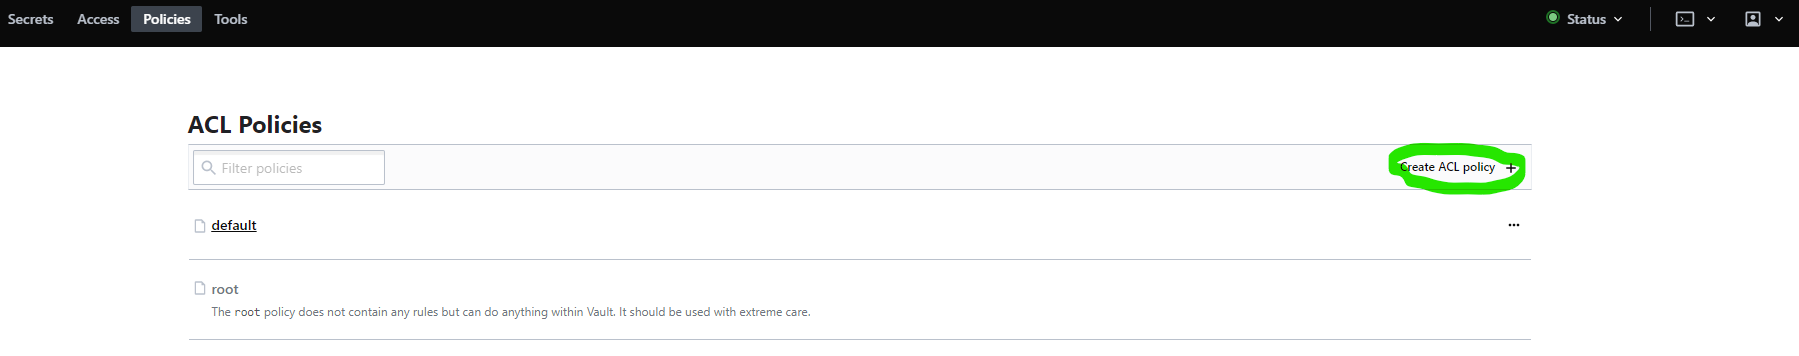 Secrets Access Policies Tools Status
ACL Policies
Filter policies Create ACL policy +
default
root
The root policy does not contain any rules but can do anything within Vault. It should be used with extreme care.